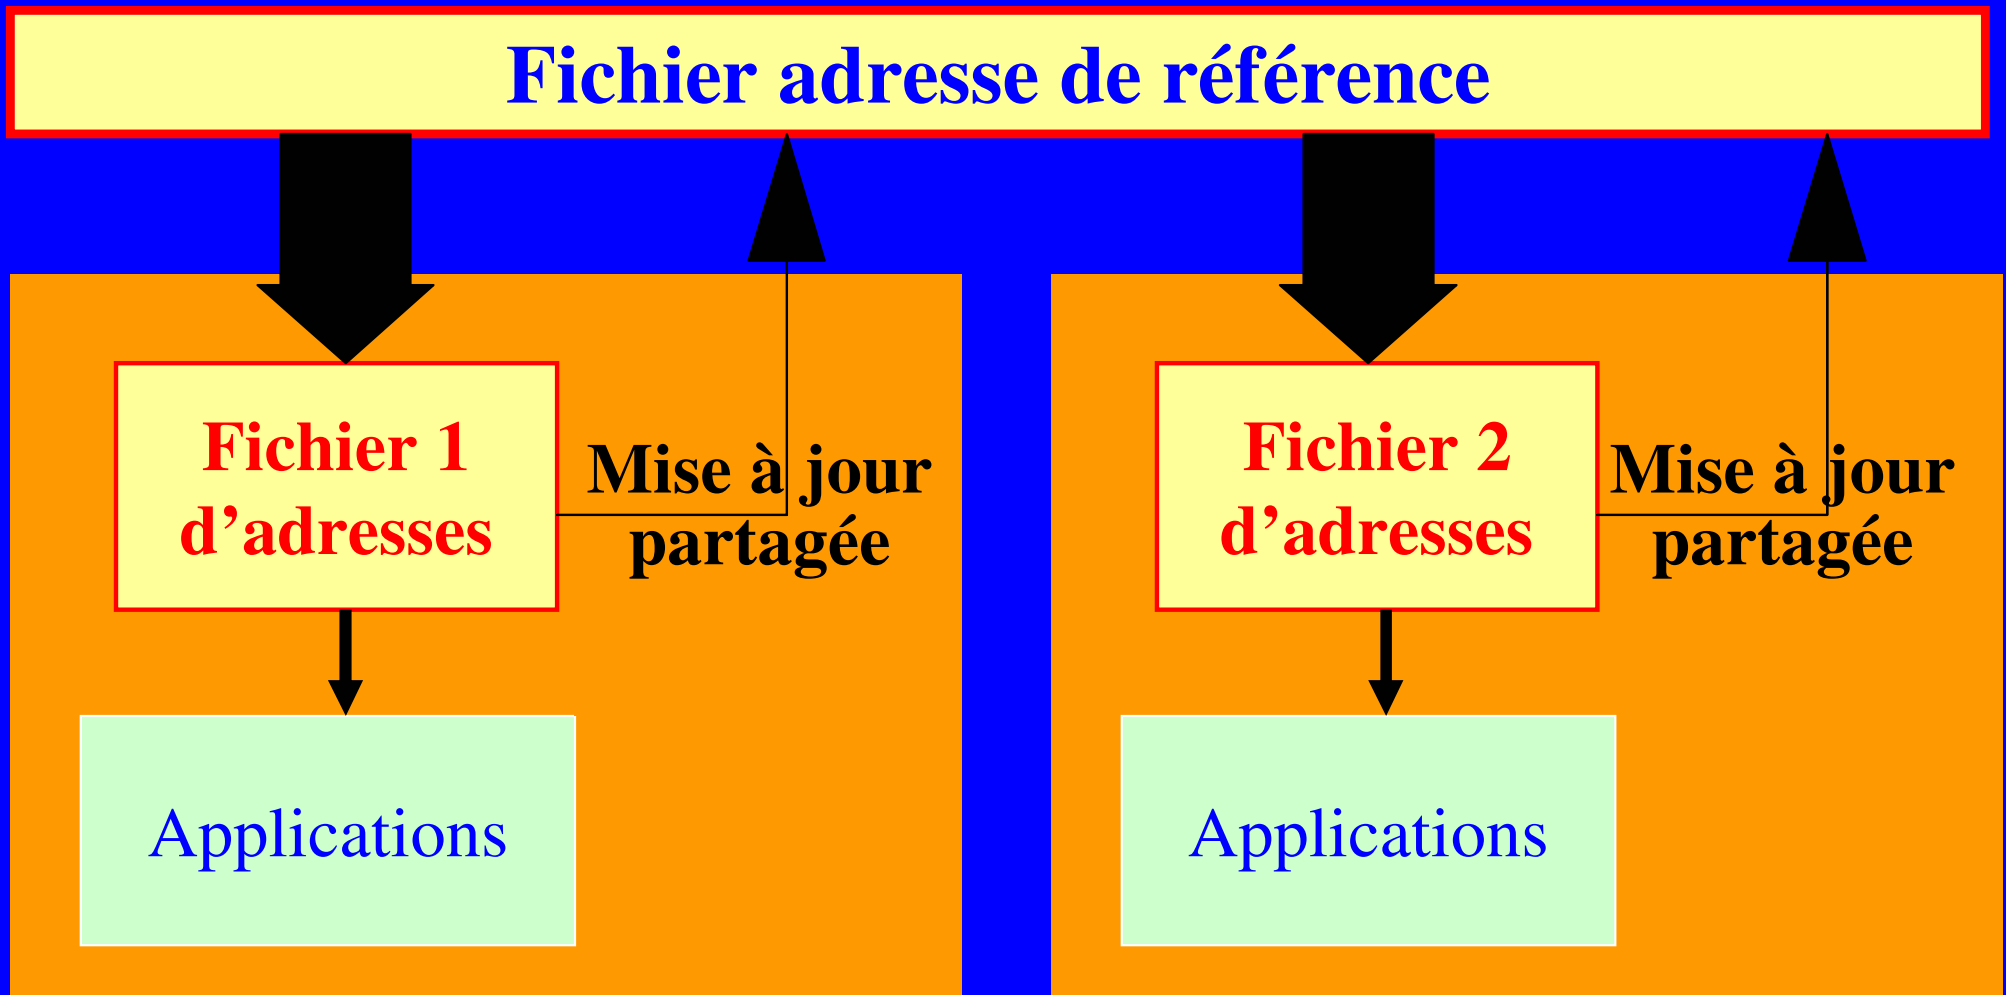 Fichier adresse de référence
Fichier 1
d’adresses
Mise à jour
partagée
Fichier 2
d’adresses
Mise à jour
partagée
Applications
Applications